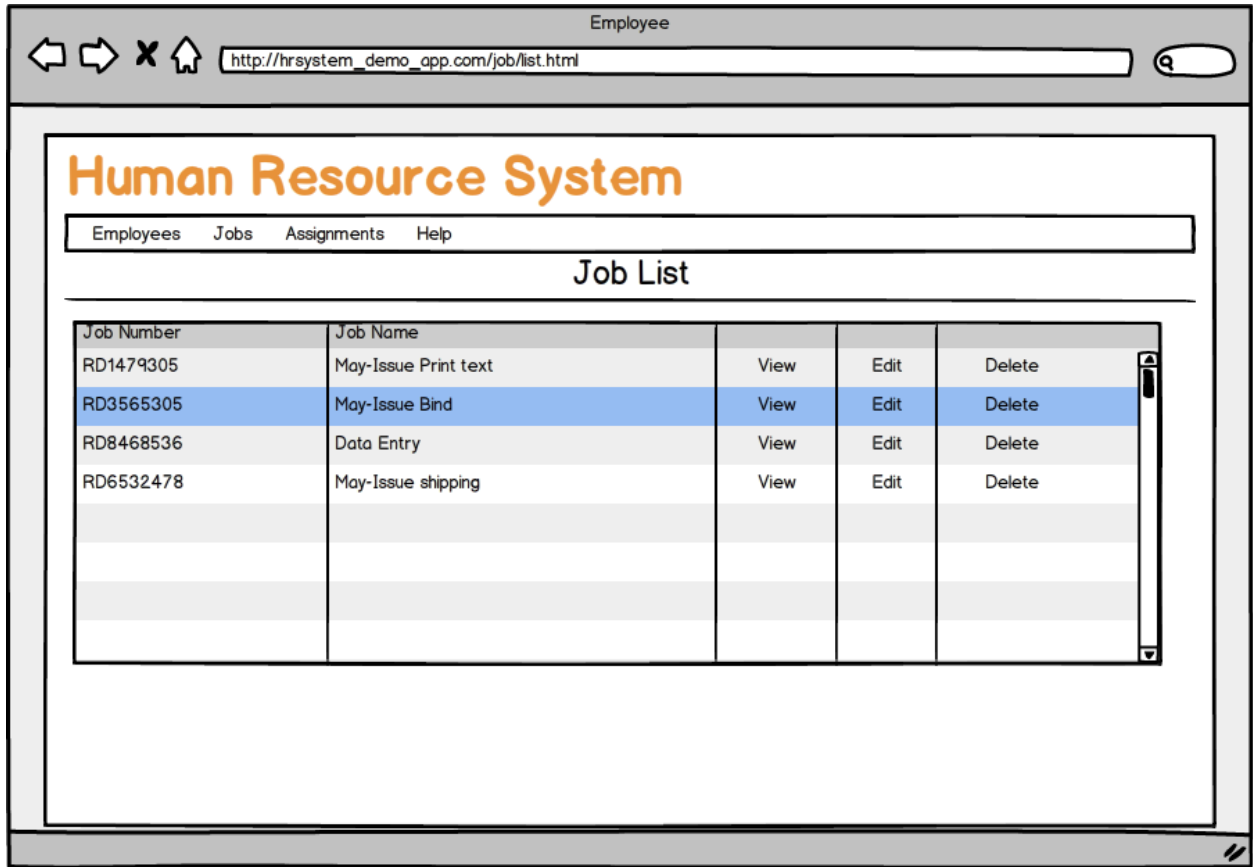 Employee
http://hrsystem_demo_app.com/job/list.html
Human Resource System
Employees Jobs Assignments Help
Job List
Job Number Job Name
RD1479305 May-Issue Print text View Edit Delete
RD3565305 May-Issue Bind View Edit Delete
RD8468536 Data Entry View Edit Delete
RD6532478 May-Issue shipping View Edit Delete